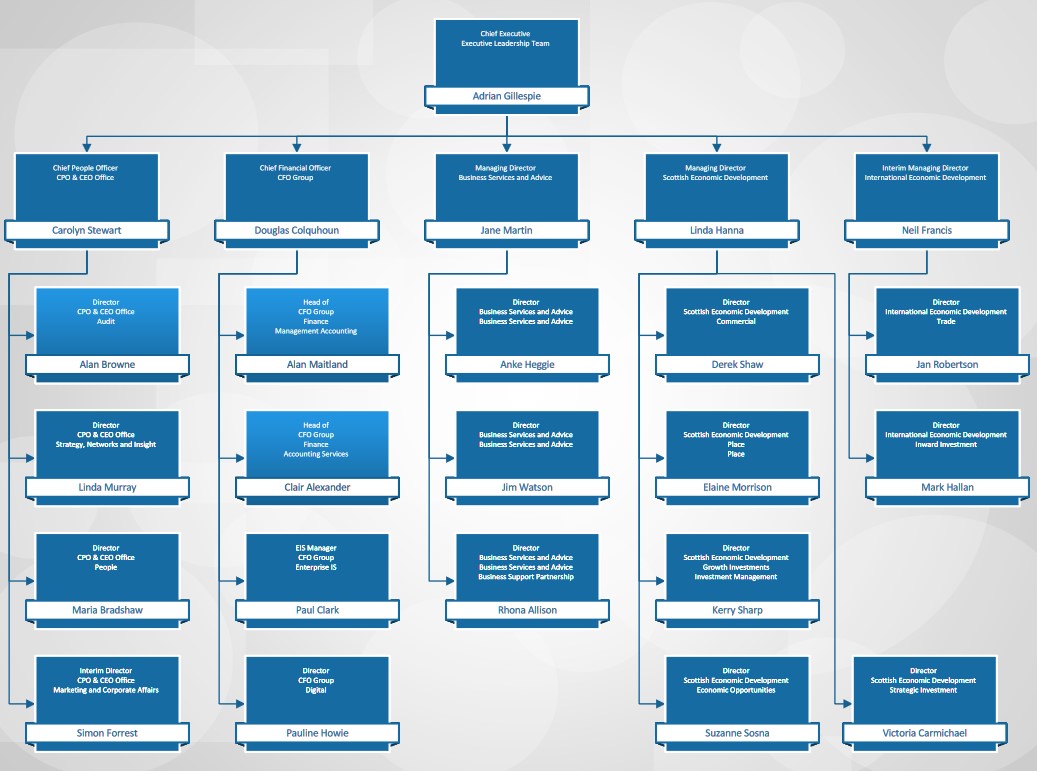 Chief Executive
Executive Leadership Team
Adrian Gillespie
Chief People Officer
CPO & CEO Office
Carolyn Stewart
Chief Financial Officer
CFO Group
Douglas Colquhoun
Managing Director
Business Services and Advice
Jane Martin
Managing Director
Scottish Economic Development
Linda Hanna
Interim Managing Director
International Economic Development
Neil Francis
Director
CPO & CEO Office
Audit
Alan Browne
Head of
CFO Group
Finance
Management Accounting
Alan Maitland
Director
Business Services and Advice
Business Services and Advice
Anke Heggie
Director
Scottish Economic Development
Commercial
Derek Shaw
Director
International Economic Development
Trade
Jan Robertson
Director
CPO & CEO Office
Strategy, Networks and Insight
Linda Murray
Head of
CFO Group
Finance
Accounting Services
Clair Alexander
Director
Business Services and Advice
Business Services and Advice
Jim Watson
Director
Scottish Economic Development
Place
Place
Elaine Morrison
Director
International Economic Development
Inward Investment
Mark Hallan
Director
CPO & CEO Office
People
Maria Bradshaw
EIS Manager
CFO Group
Enterprise IS
Paul Clark
Director
Business Services and Advice
Business Services and Advice
Business Support Partnership
Rhona Allison
Director
Scottish Economic Development
Growth Investments
Investment Management
Kerry Sharp
Interim Director
CPO & CEO Office
Marketing and Corporate Affairs
Simon Forrest
Director
CFO Group
Digital
Pauline Howie
Director
Scottish Economic Development
Economic Opportunities
Suzanne Sosna
Director
Scottish Economic Development
Strategic Investment
Victoria Carmichael